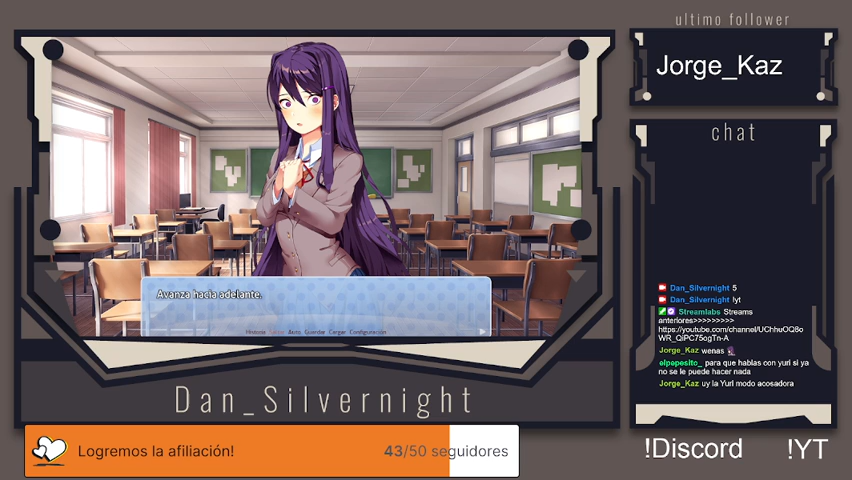 ultimo follower
Jorge_Kaz
chat
Dan_Silvernight 5
Dan_Silvernight !yt
Streamlabs Streams
anteriores>>>>>>>>>
https://youtube.com/channel/UChhuOQ8o
WR_QiPC75ogTn-A
Jorge_Kaz wenas
elpepesito_ para que hablas con yuri si ya
no se le puede hacer nada
Jorge_Kaz uy la Yuri modo acosadora
Avanza hacia adelante.
Historial Saltar Auto Guardar Cargar Configuración
Dan_Silvernight
Logremos la afiliación!
43/50 seguidores
!Discord
!YT